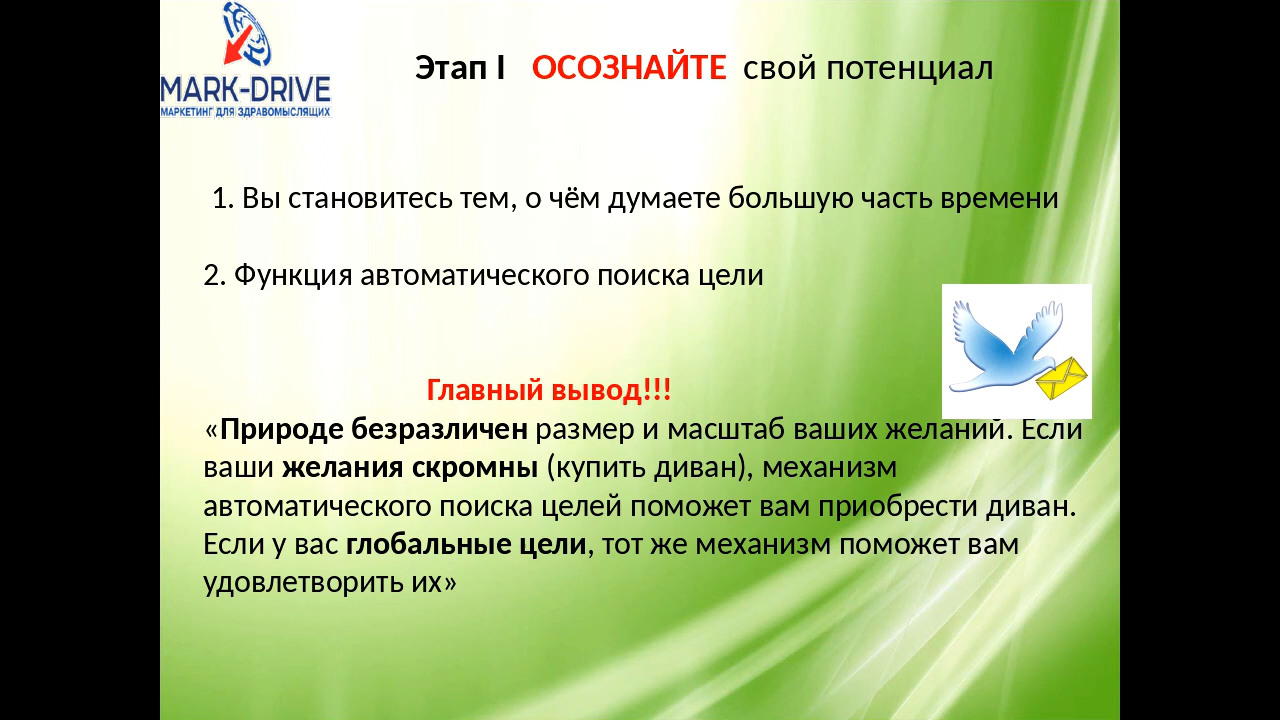 MARK-DRIVE
МАРКЕТИНГ ДЛЯ ЗДРАВОМЫСЛЯЩИХ
Этап I ОСОЗНАЙТЕ свой потенциал
1. Вы становитесь тем, о чём думаете большую часть времени
2. Функция автоматического поиска цели
Главный вывод!!!
«Природе безразличен размер и масштаб ваших желаний. Если
ваши желания скромны (купить диван), механизм
автоматического поиска целей поможет вам приобрести диван.
Если у вас глобальные цели, тот же механизм поможет вам
удовлетворить их»